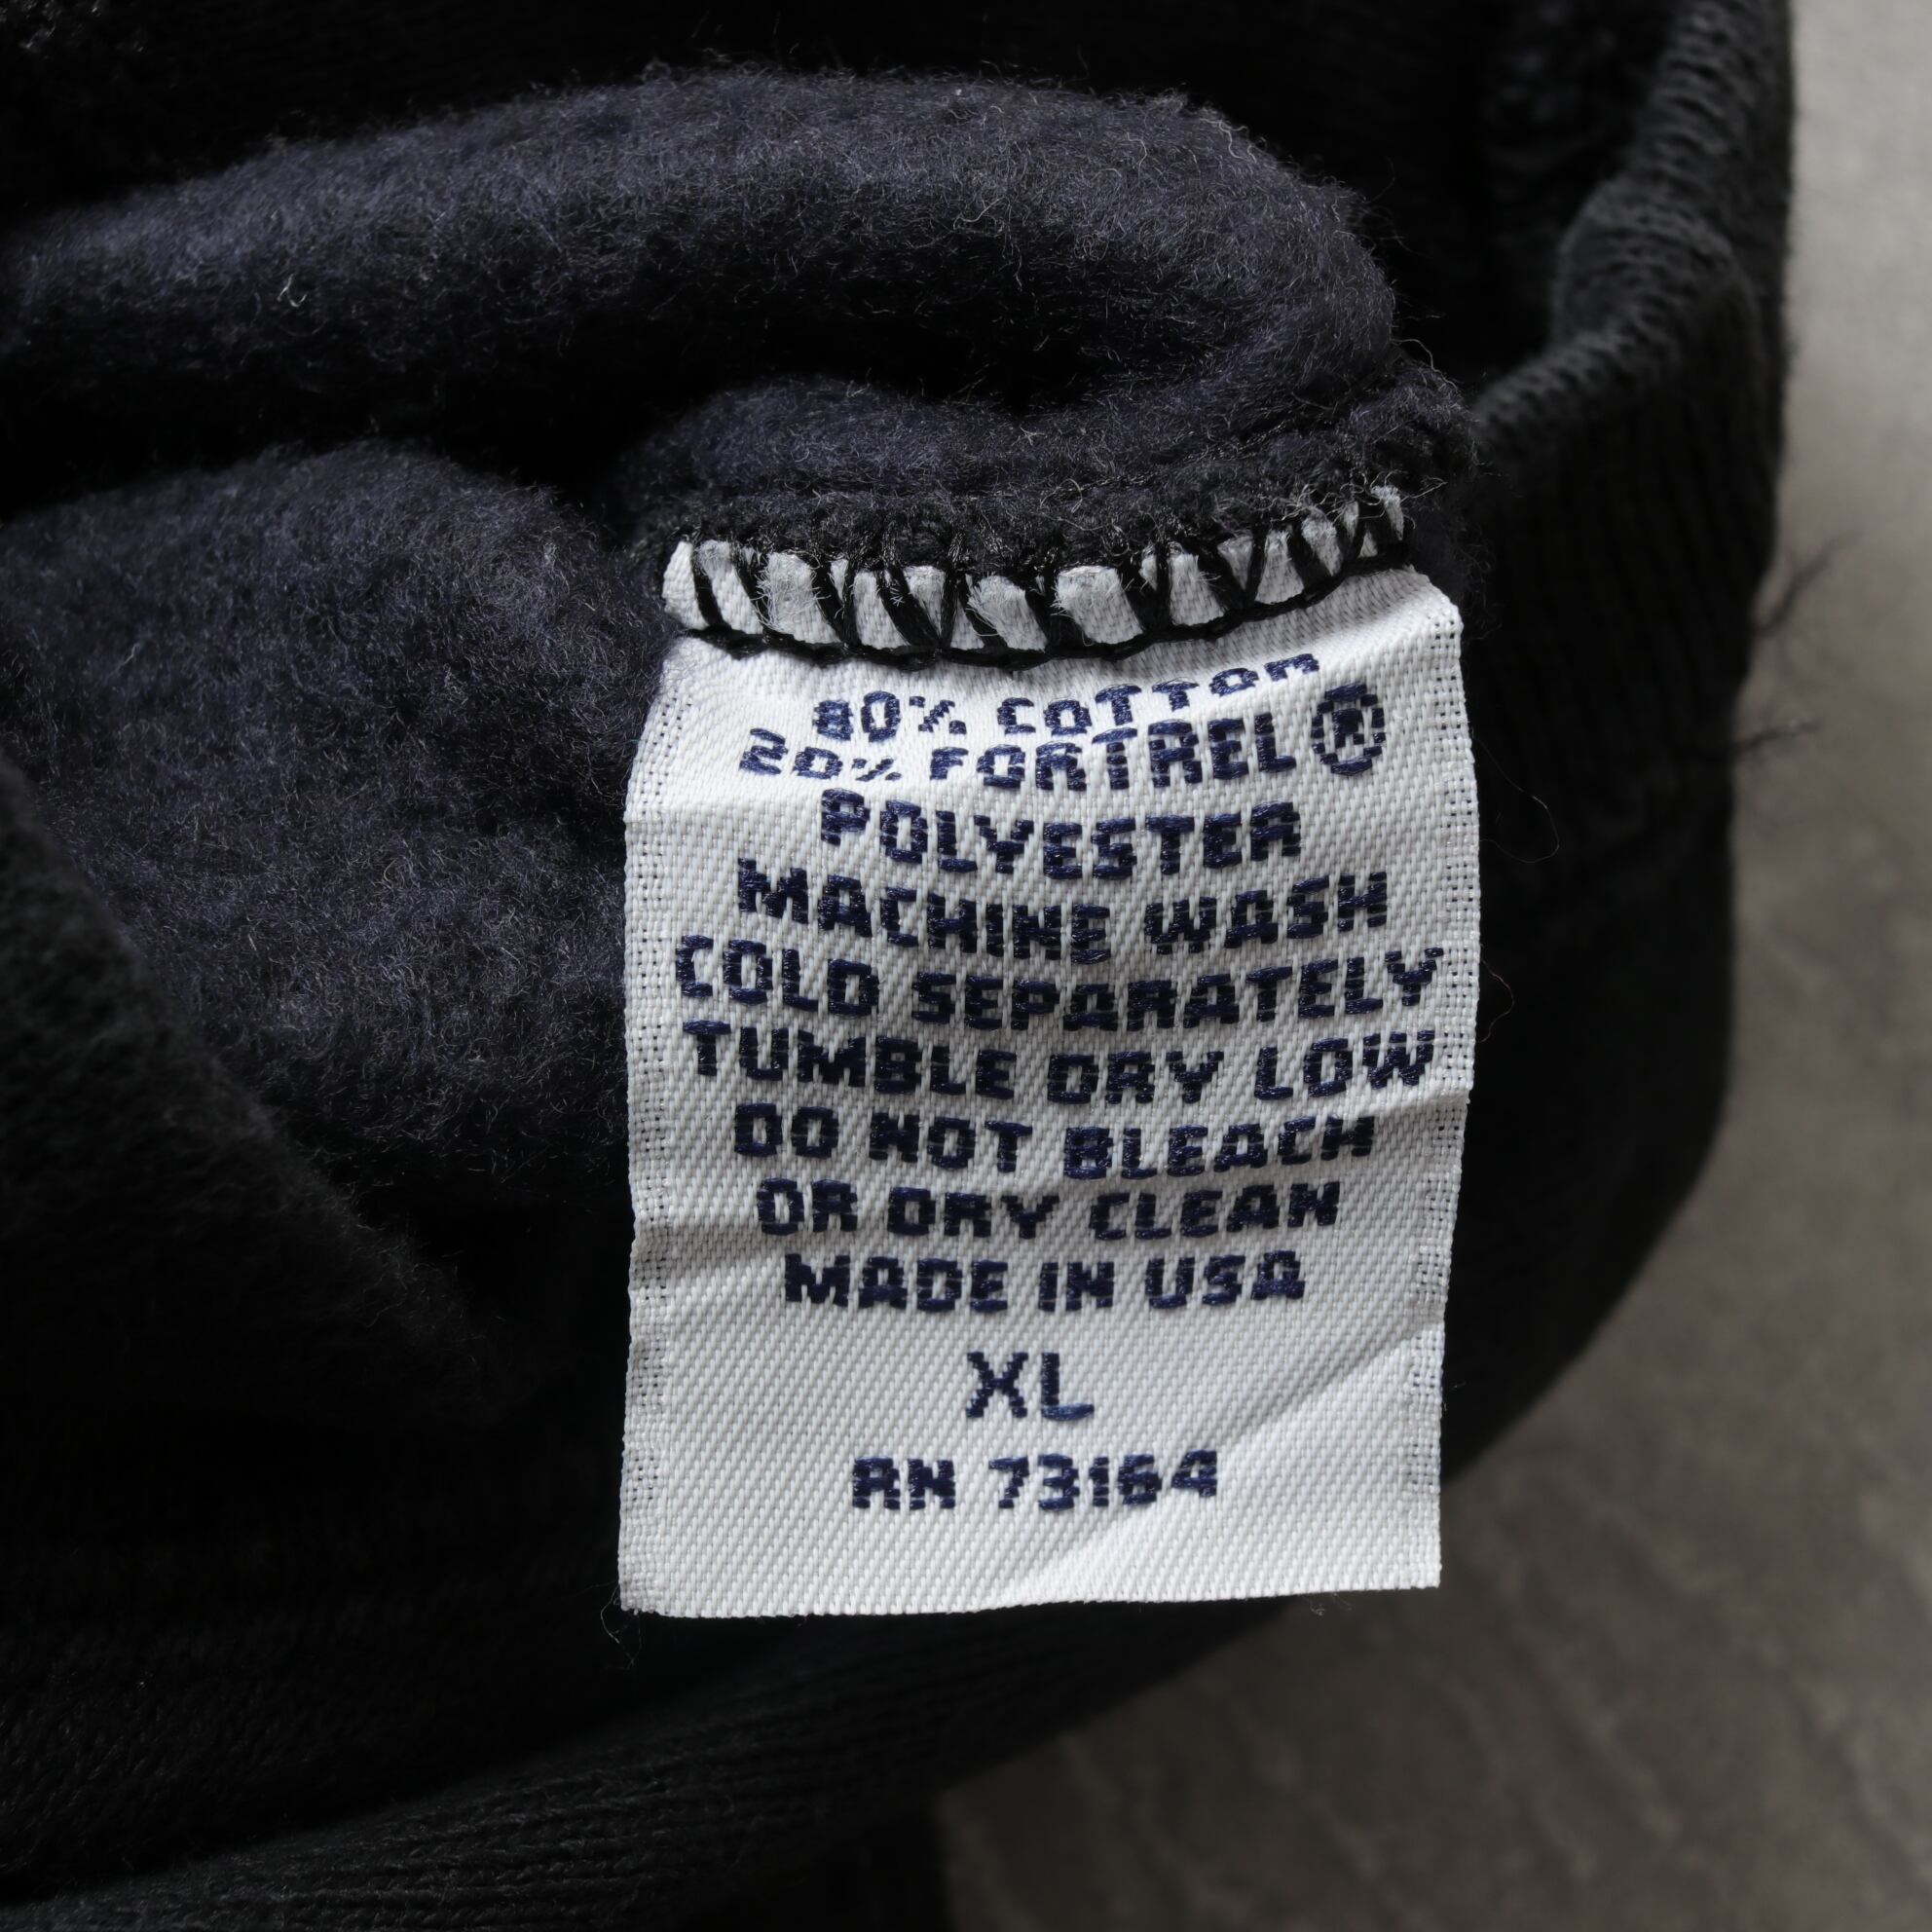 80% COTTON
20% FORTREL®
POLYESTER
MACHINE WASH
COLD SEPARATELY
TUMBLE DRY LOW
DO NOT BLEACH
OR DRY CLEAN
MADE IN USA
XL
RN 73164